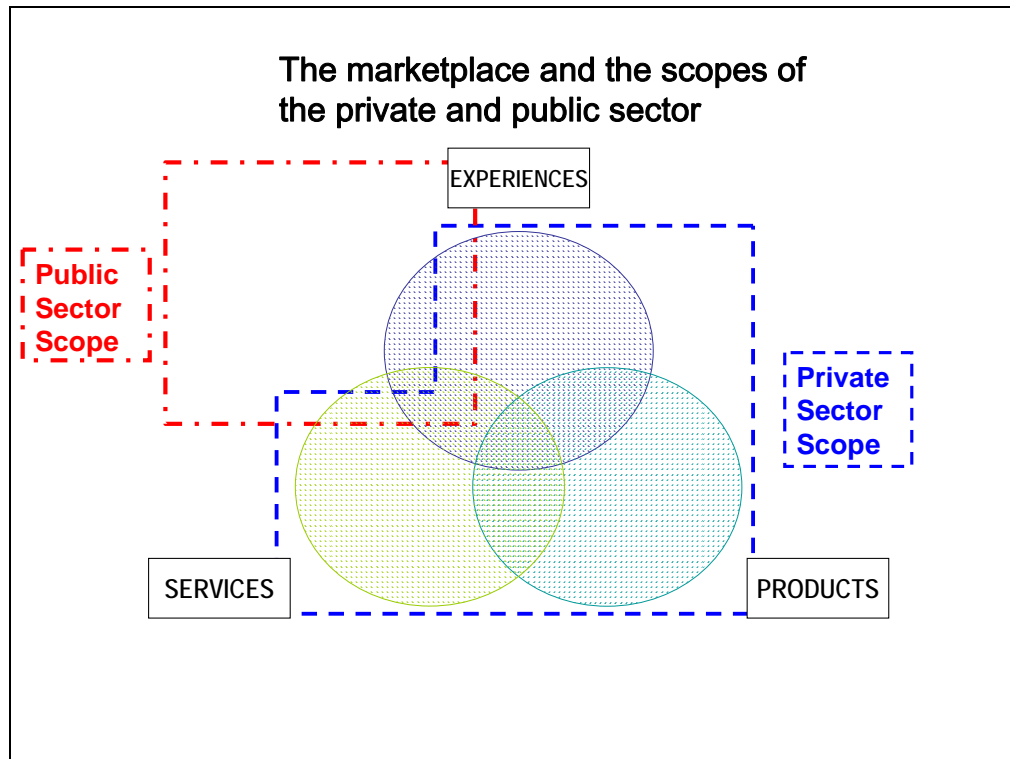 The marketplace and the scopes of
the private and public sector
EXPERIENCES
Public
Sector
Scope
Private
Sector
Scope
SERVICES
PRODUCTS